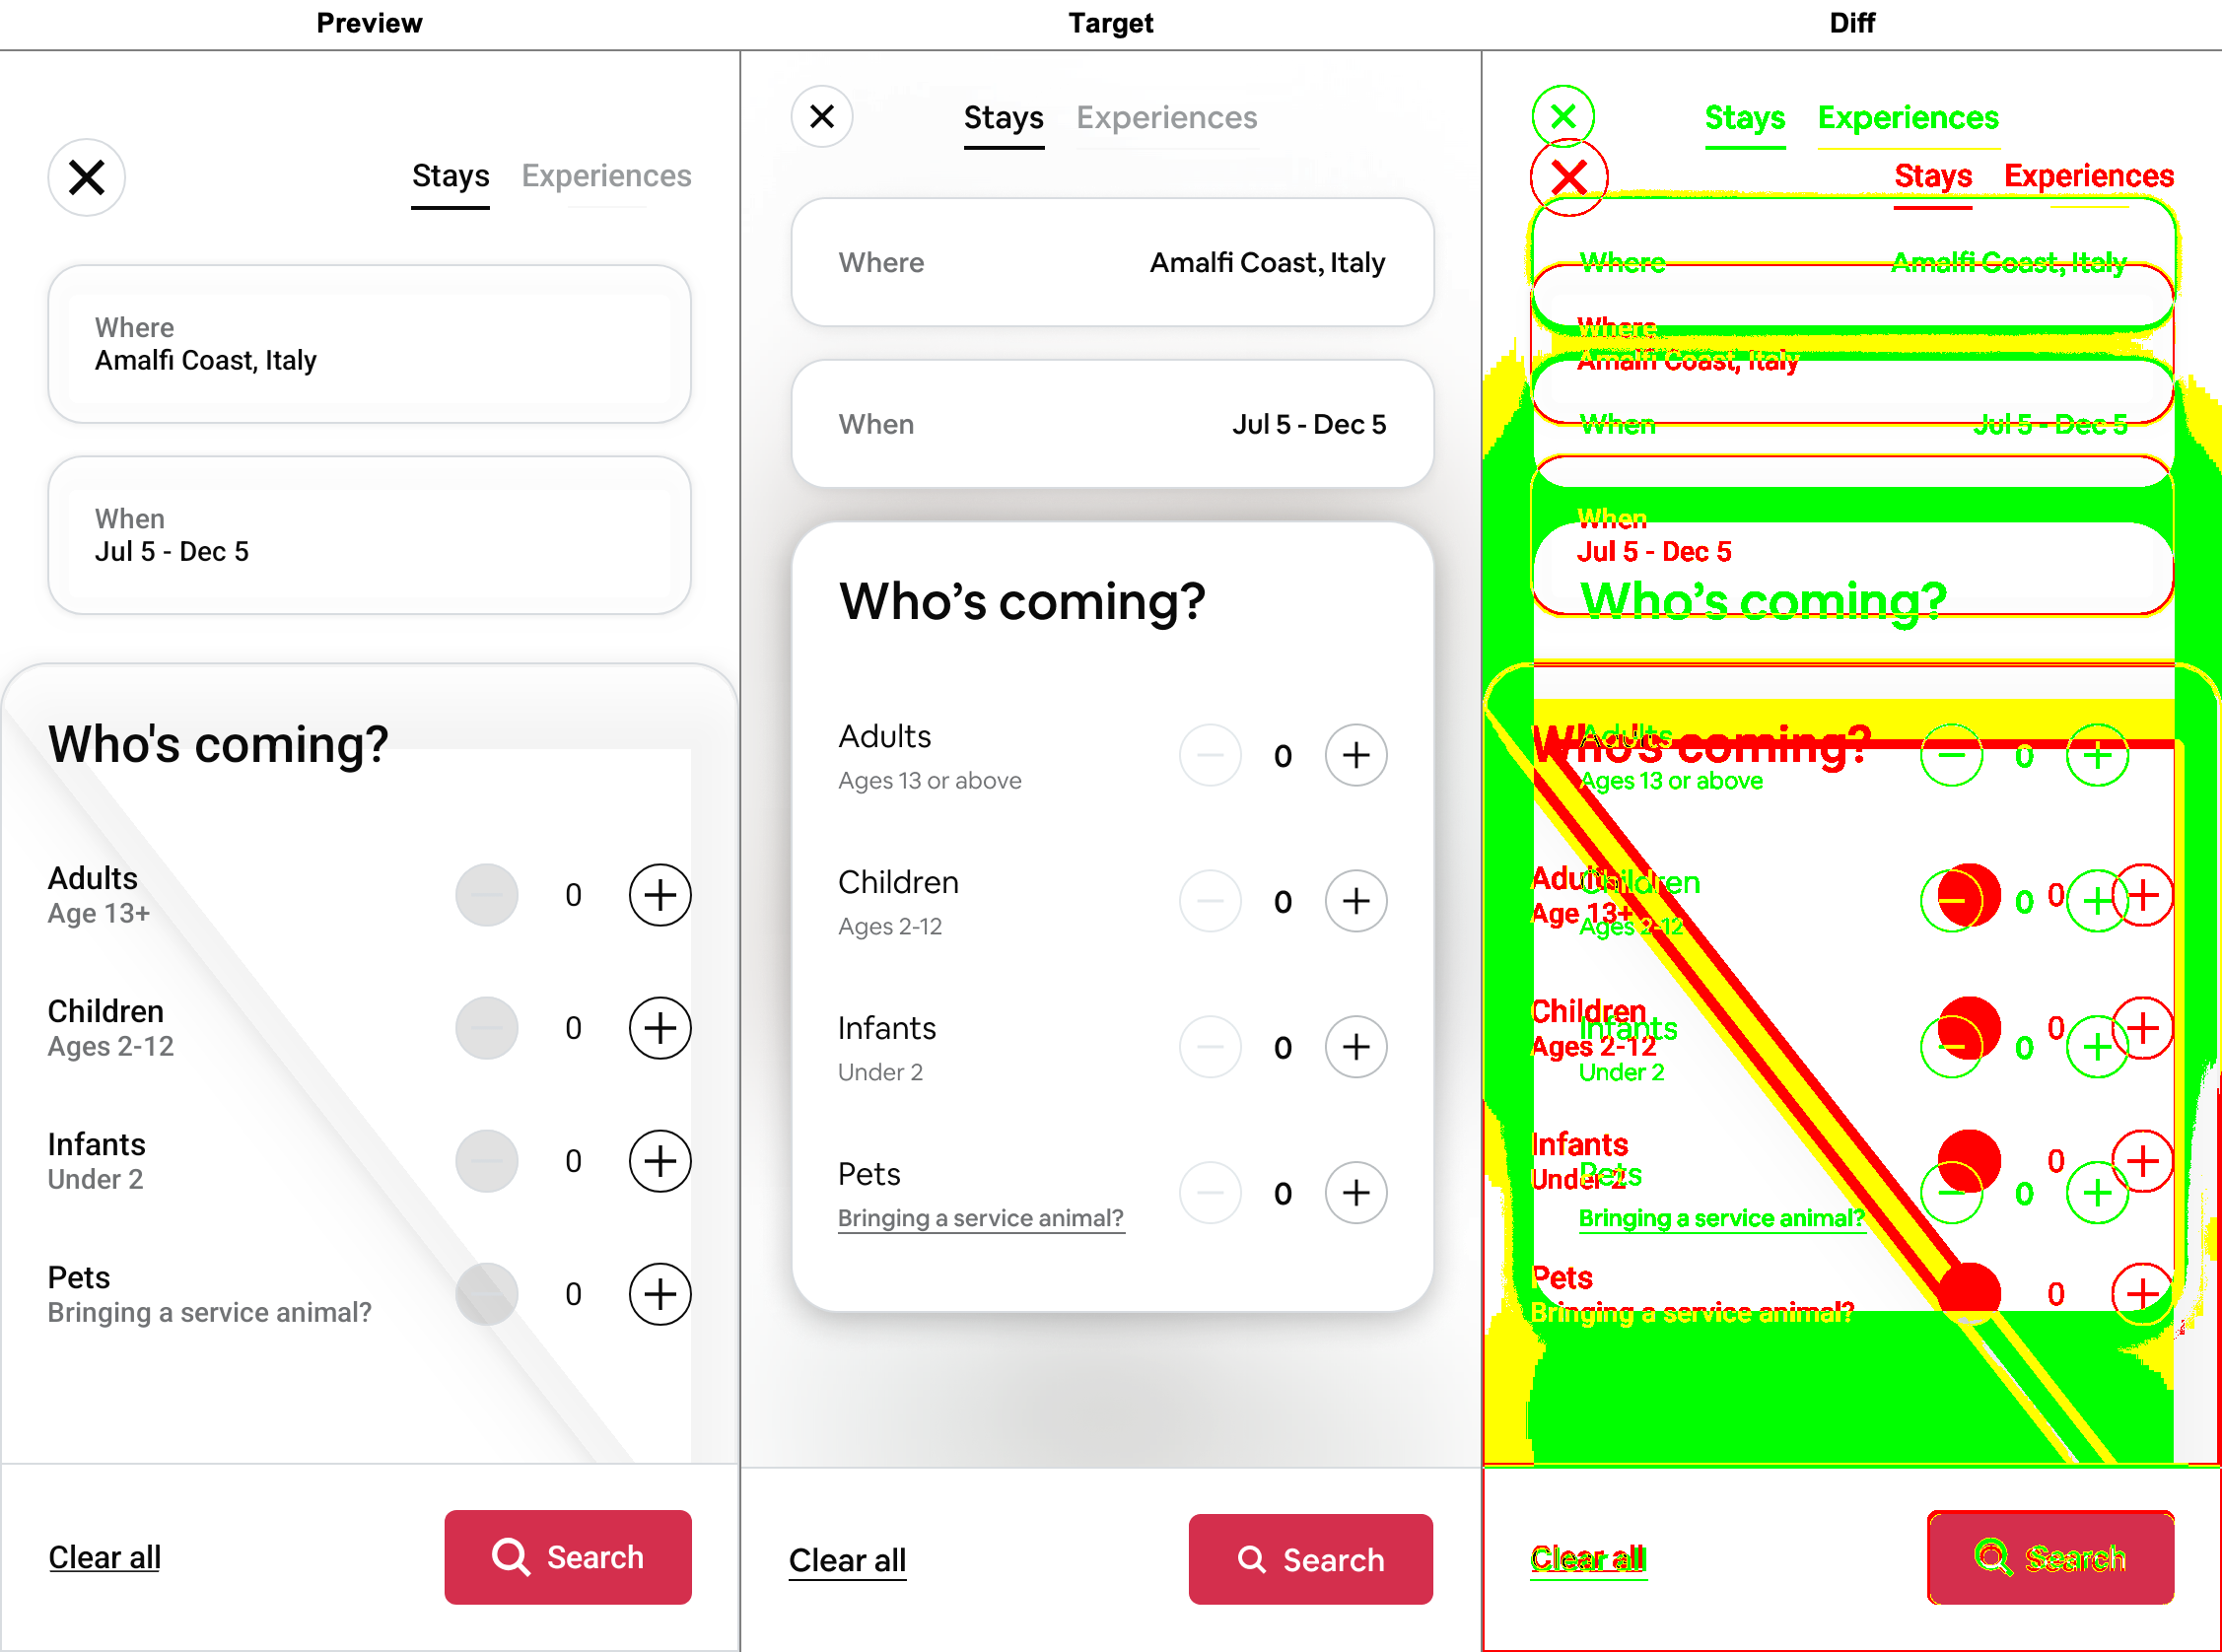 Preview
Stays Experiences
Where
Amalfi Coast, Italy
When
Jul 5 - Dec 5
Who's coming?
Adults 0
Age 13+
Children 0
Ages 2-12
Infants 0
Under 2
Pets 0
Bringing a service animal?
Clear all Search
Target
Stays Experiences
Where Amalfi Coast, Italy
When Jul 5 - Dec 5
Who’s coming?
Adults 0
Ages 13 or above
Children 0
Ages 2-12
Infants 0
Under 2
Pets 0
Bringing a service animal?
Clear all Search
Diff
Stays Experiences
Stays Experiences
Where Amalfi Coast, Italy
Where
Amalfi Coast, Italy
When Jul 5 - Dec 5
When
Jul 5 - Dec 5
Who’s coming?
Who's coming?
Adults 0
Ages 13 or above
Adults 0
Children 0
Age 13+
Ages 2-12
Children 0
Infants 0
Ages 2-12
Under 2
Infants 0
Pets 0
Under 2
Bringing a service animal?
Pets 0
Bringing a service animal?
Clear all Search